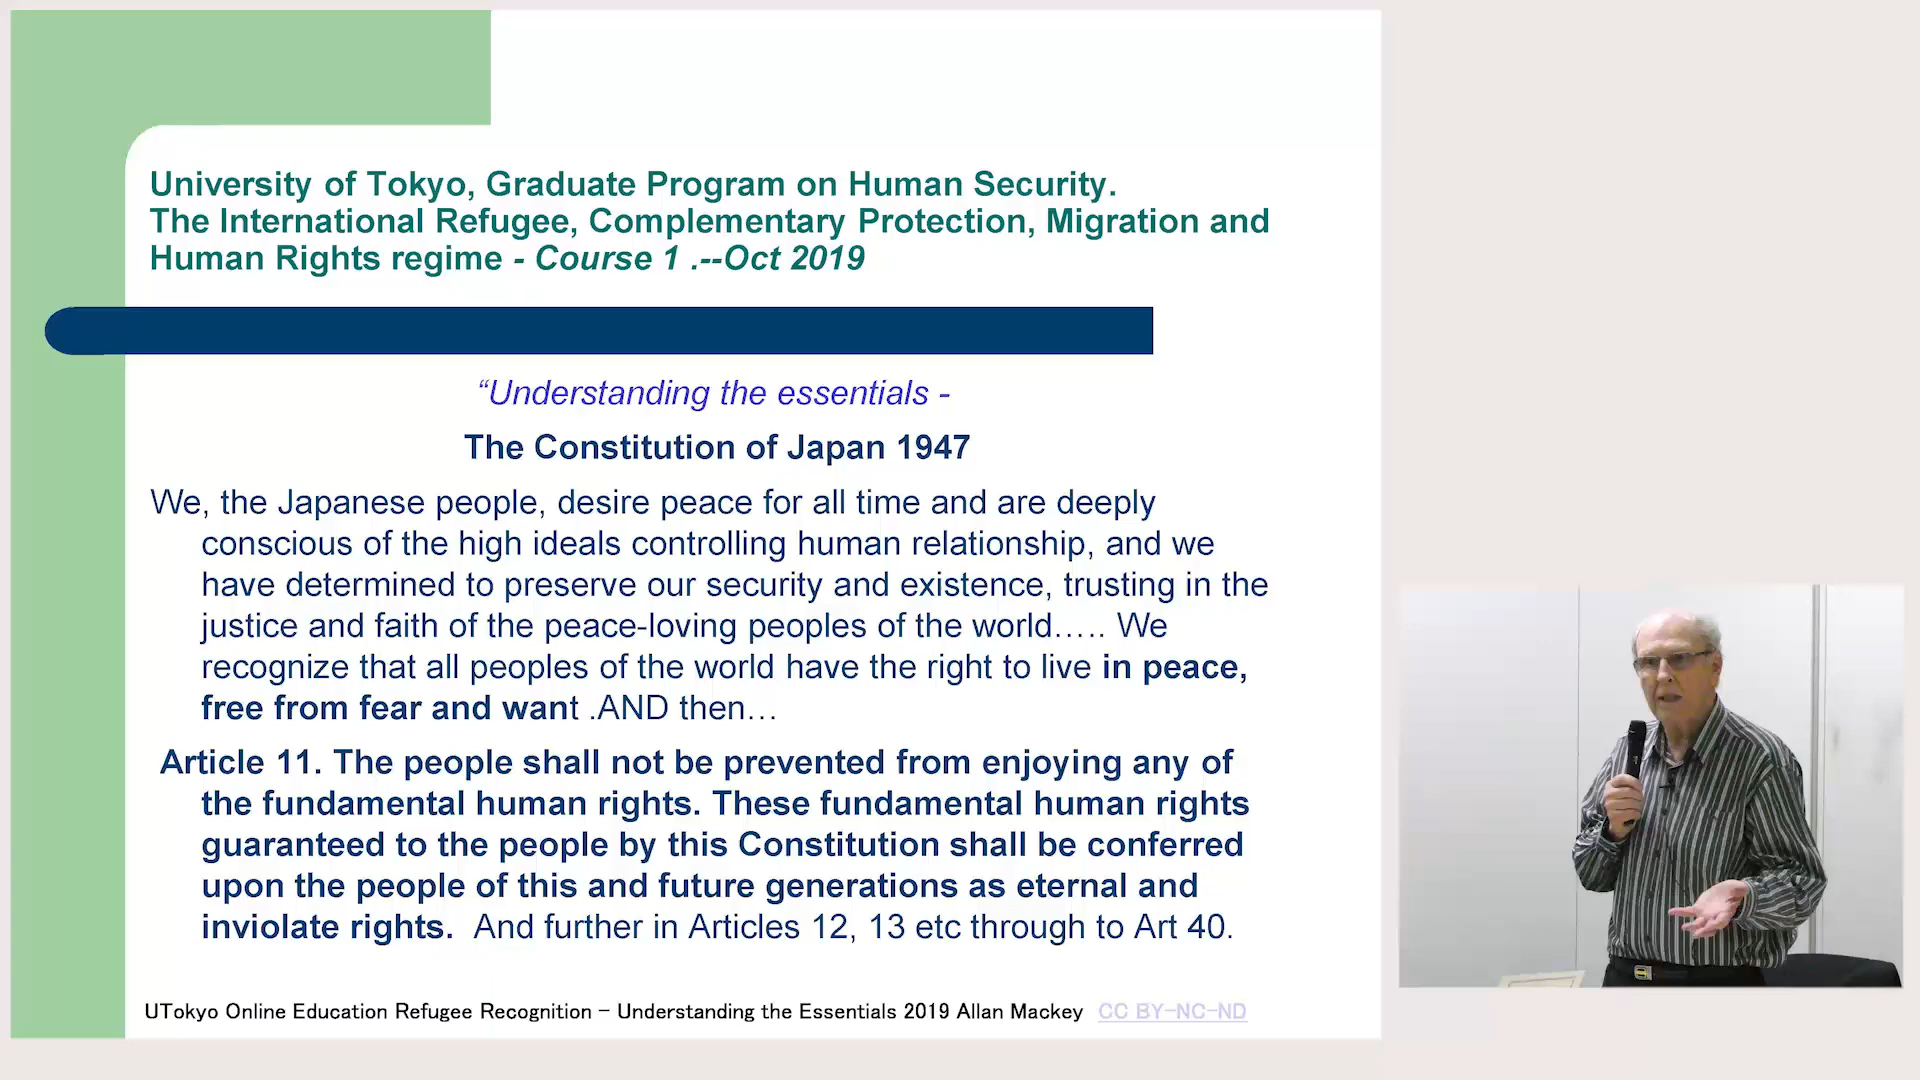 University of Tokyo, Graduate Program on Human Security.
The International Refugee, Complementary Protection, Migration and
Human Rights regime - Course 1 .--Oct 2019
“Understanding the essentials -
The Constitution of Japan 1947
We, the Japanese people, desire peace for all time and are deeply
conscious of the high ideals controlling human relationship, and we
have determined to preserve our security and existence, trusting in the
justice and faith of the peace-loving peoples of the world….. We
recognize that all peoples of the world have the right to live in peace,
free from fear and want .AND then…
Article 11. The people shall not be prevented from enjoying any of
the fundamental human rights. These fundamental human rights
guaranteed to the people by this Constitution shall be conferred
upon the people of this and future generations as eternal and
inviolate rights. And further in Articles 12, 13 etc through to Art 40.
UTokyo Online Education Refugee Recognition – Understanding the Essentials 2019 Allan Mackey CC BY-NC-ND